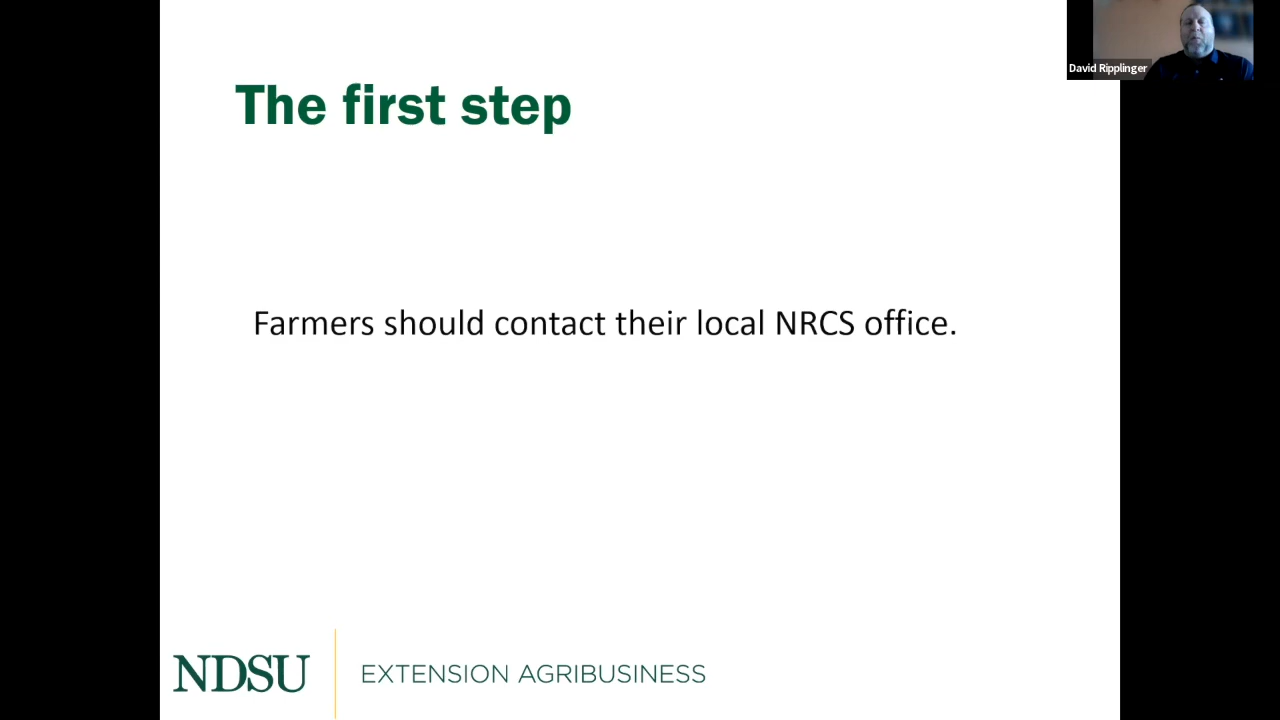 David Ripplinger
The first step
Farmers should contact their local NRCS office.
NDSU
EXTENSION AGRIBUSINESS